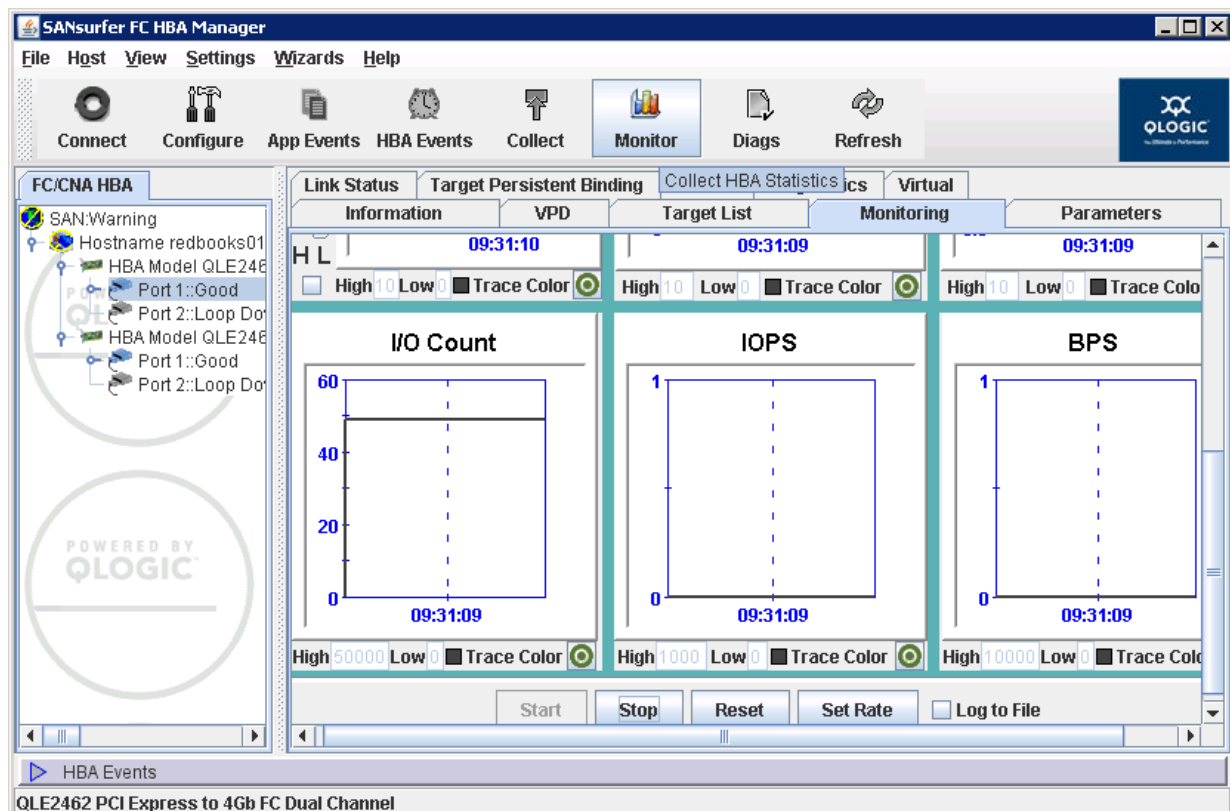 SANsurfer FC HBA Manager
File Host View Settings Wizards Help
Connect Configure App Events HBA Events Collect Monitor Diags Refresh
QLOGIC
FC/CNA HBA
SAN:Warning
Hostname redbooks01
HBA Model QLE246
Port 1::Good
Port 2::Loop Do
HBA Model QLE246
Port 1::Good
Port 2::Loop Do
POWERED BY
QLOGIC
Link Status Target Persistent Binding Collect HBA Statistics ics Virtual
Information VPD Target List Monitoring Parameters
09:31:10 09:31:09 09:31:09
H L
High 10 Low 0 Trace Color High 10 Low 0 Trace Color High 10 Low 0 Trace Colo
I/O Count
60
40
20
0
09:31:09
High 50000 Low 0 Trace Color
IOPS
1
0
09:31:09
High 1000 Low 0 Trace Color
BPS
1
0
09:31:09
High 10000 Low 0 Trace Colo
Start Stop Reset Set Rate Log to File
HBA Events
QLE2462 PCI Express to 4Gb FC Dual Channel